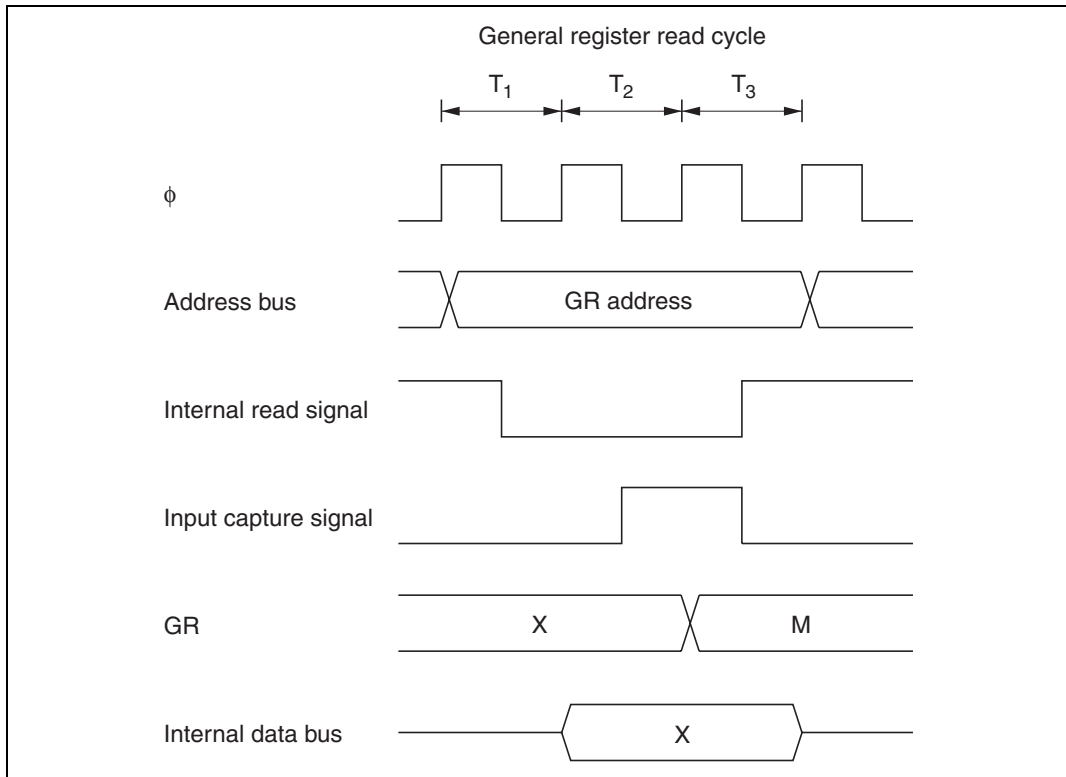 General register read cycle
T1 T2 T3
ϕ
Address bus GR address
Internal read signal
Input capture signal
GR X M
Internal data bus X